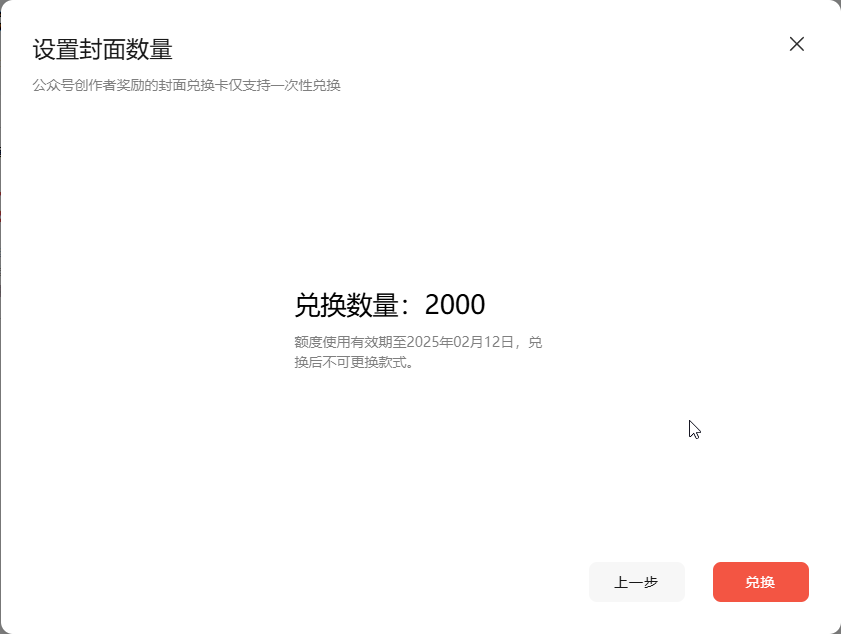 设置封面数量
公众号创作者奖励的封面兑换卡仅支持一次性兑换
兑换数量：2000
额度使用有效期至2025年02月12日，兑
换后不可更换款式。
上一步
兑换